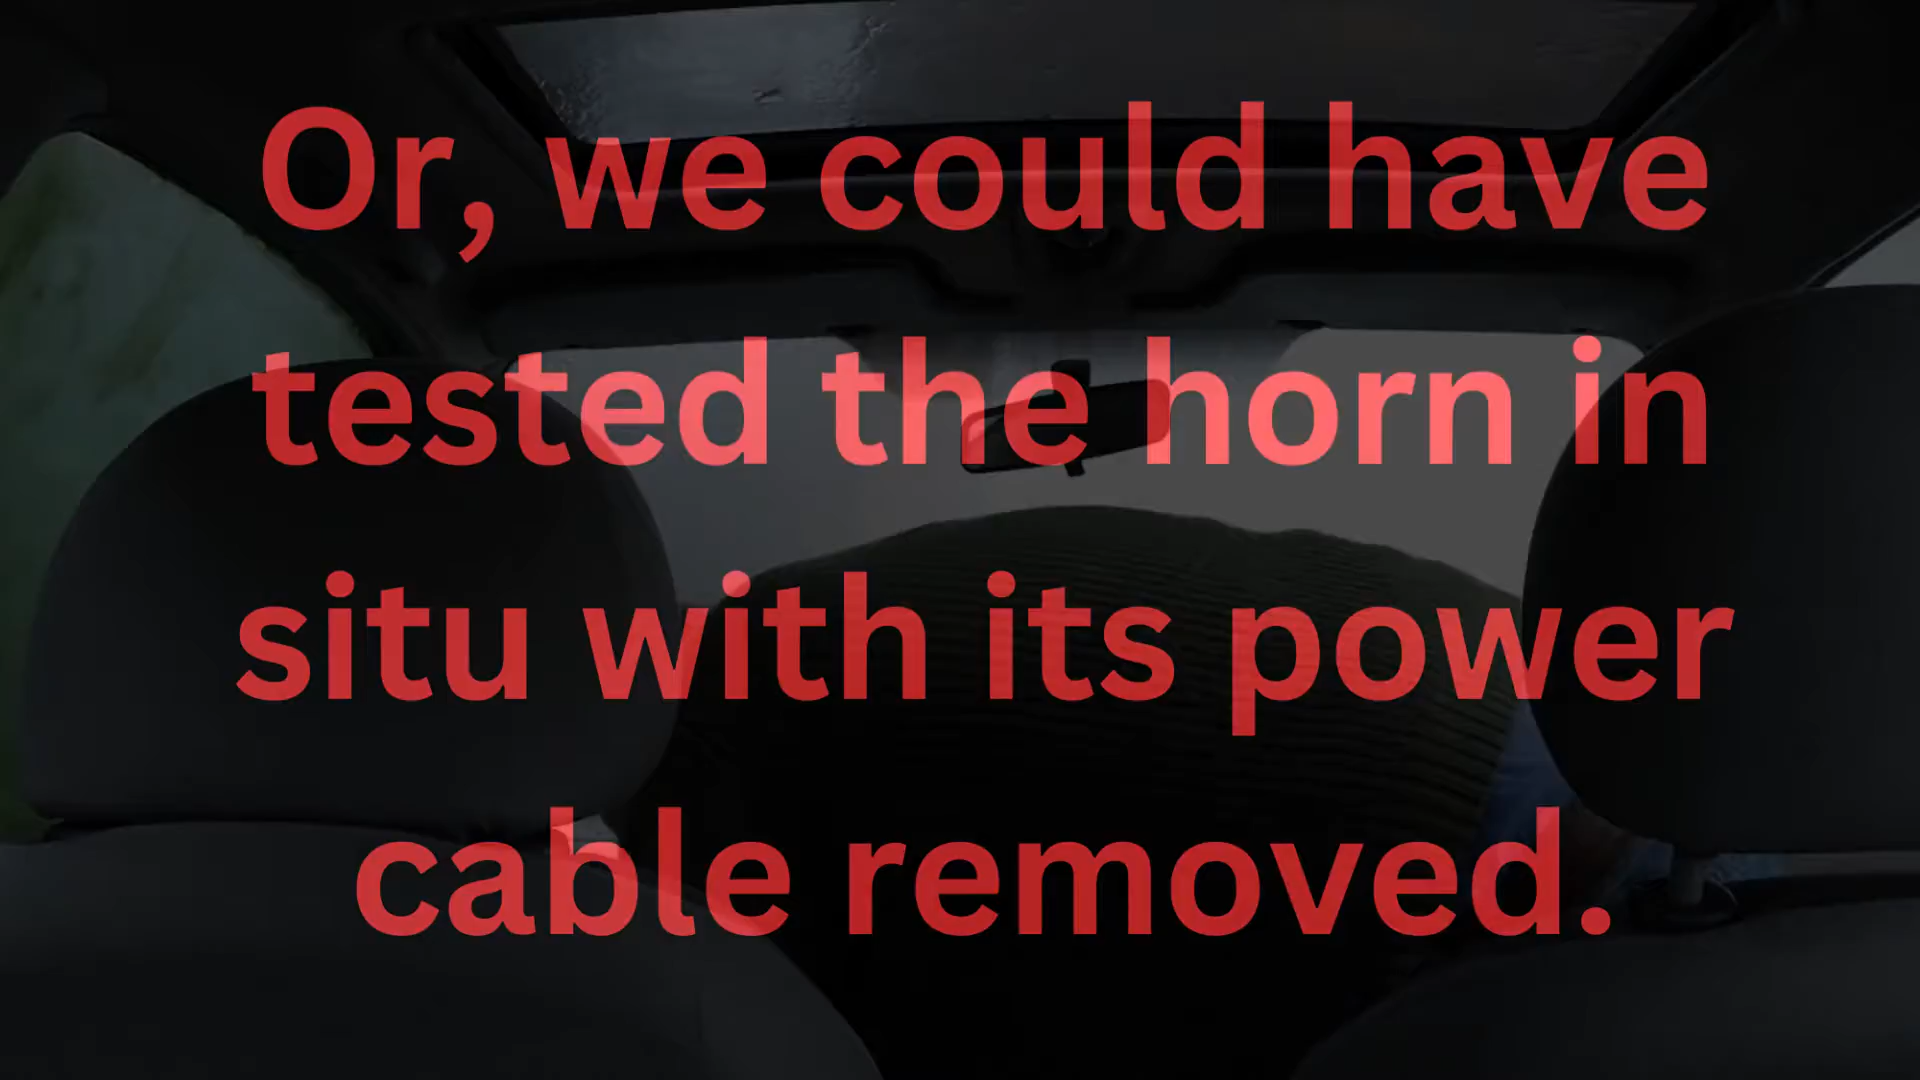 Or, we could have
tested the horn in
situ with its power
cable removed.